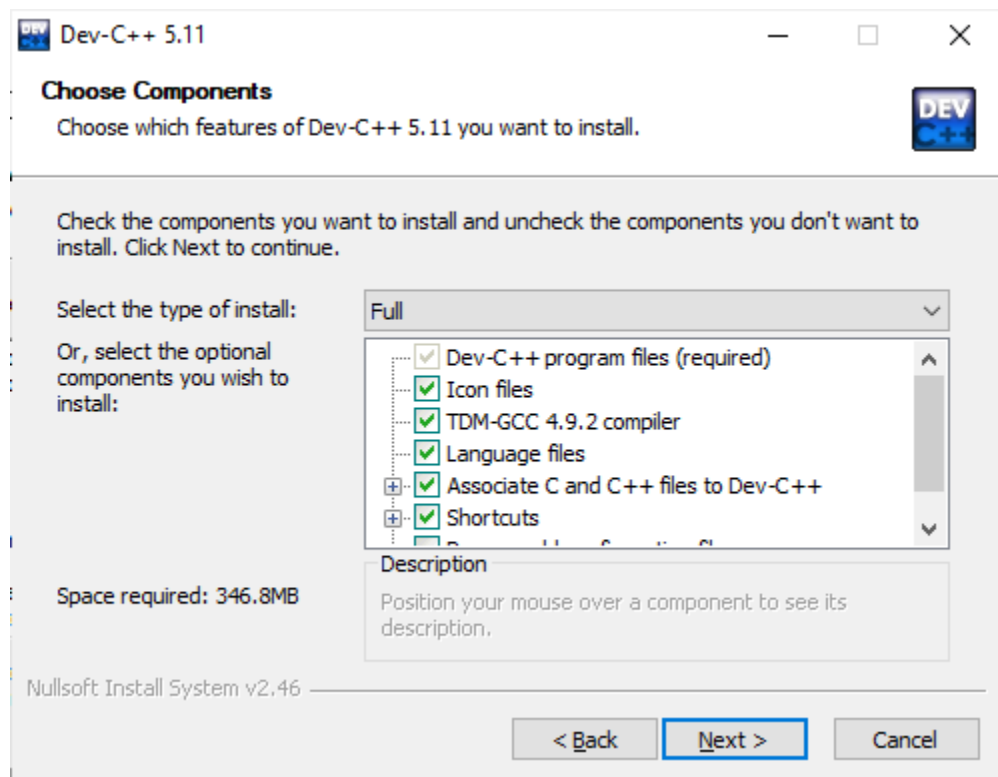 Dev-C++ 5.11
Choose Components
Choose which features of Dev-C++ 5.11 you want to install.
DEV
C++
Check the components you want to install and uncheck the components you don't want to
install. Click Next to continue.
Select the type of install:
Full
Or, select the optional
components you wish to
install:
Dev-C++ program files (required)
Icon files
TDM-GCC 4.9.2 compiler
Language files
Associate C and C++ files to Dev-C++
Shortcuts
Space required: 346.8MB
Description
Position your mouse over a component to see its
description.
Nullsoft Install System v2.46
< Back
Next >
Cancel